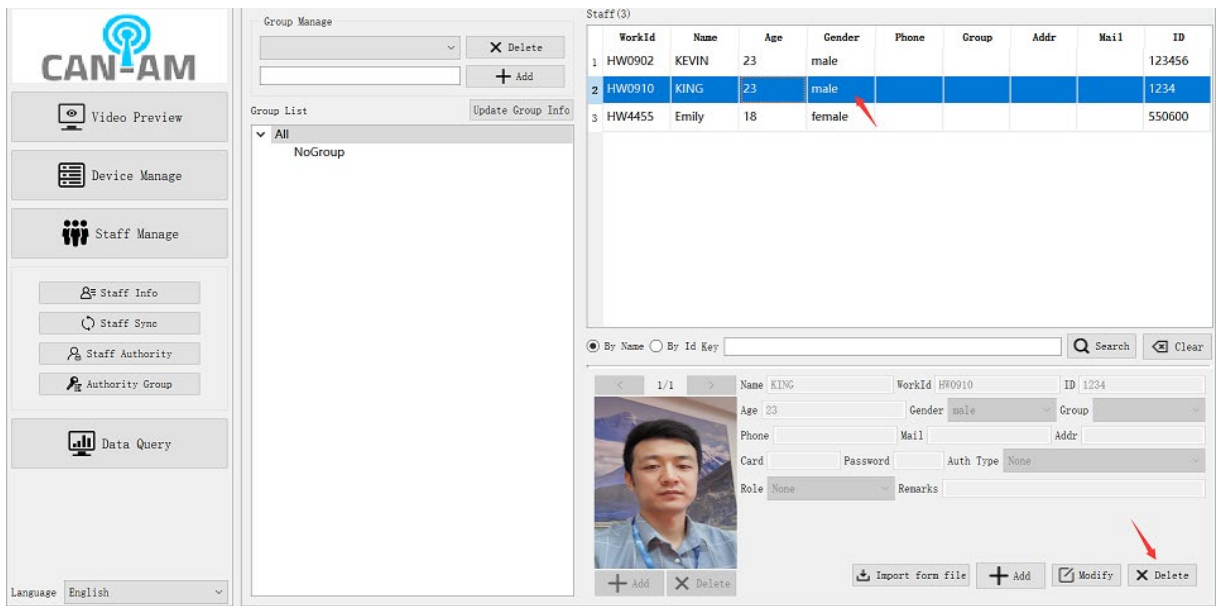 CAN-AM
Video Preview
Device Manage
Staff Manage
Staff Info
Staff Sync
Staff Authority
Authority Group
Data Query
Language English
Group Manage
Delete
Add
Group List Update Group Info
All
NoGroup
Staff(3)
WorkId Name Age Gender Phone Group Addr Mail ID
1 HW0902 KEVIN 23 male 123456
2 HW0910 KING 23 male 1234
3 HW4455 Emily 18 female 550600
By Name By Id Key Search Clear
< 1/1 > Name KING WorkId HW0910 ID 1234
Age 23 Gender male Group
Phone Mail Addr
Card Password Auth Type None
Role None Remarks
Add Delete
Import form file Add Modify Delete